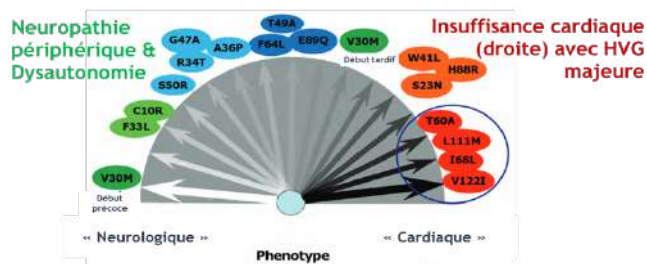 Neuropathie
périphérique &
Dysautonomie
Insuffisance cardiaque
(droite) avec HVG
majeure
T49A
G47A
A36P
F64L
E89Q
V30M
Début tardif
R34T
S50R
W41L
H88R
S23N
C10R
F33L
T60A
L111M
I68L
V122I
V30M
Début
précoce
« Neurologique »
« Cardiaque »
Phenotype